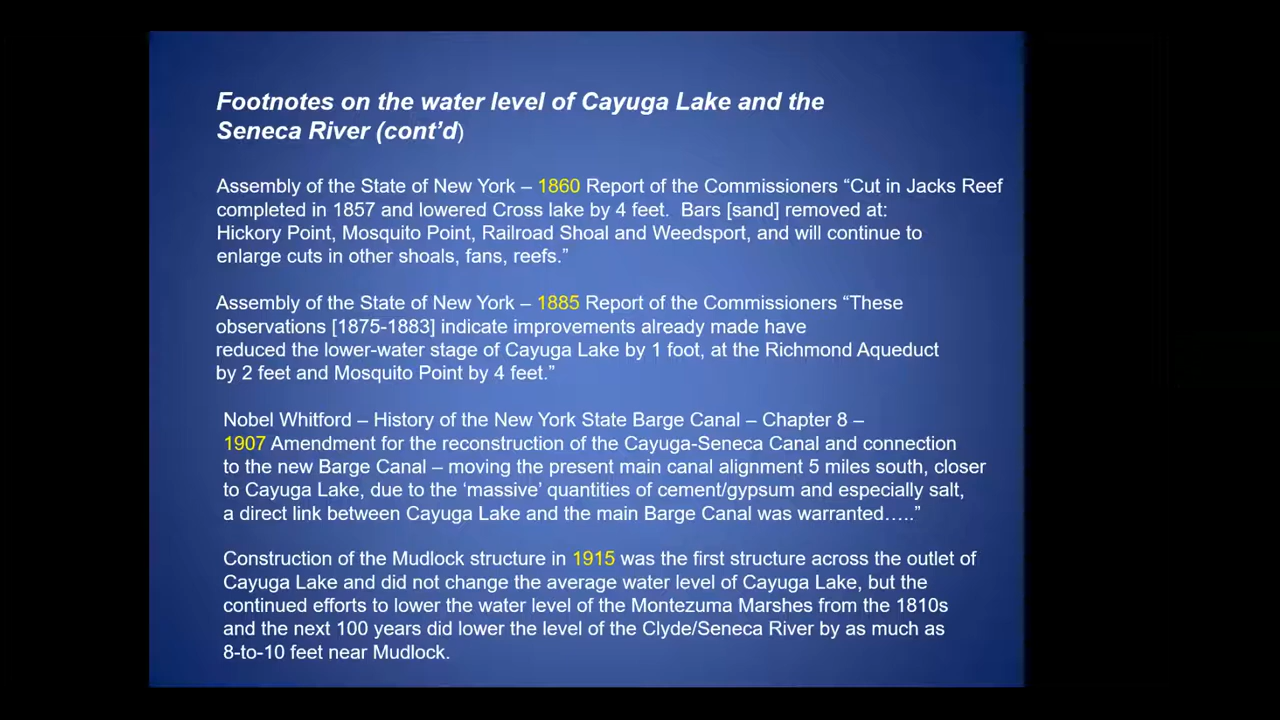 Footnotes on the water level of Cayuga Lake and the
Seneca River (cont’d)
Assembly of the State of New York – 1860 Report of the Commissioners “Cut in Jacks Reef
completed in 1857 and lowered Cross lake by 4 feet.  Bars [sand] removed at:
Hickory Point, Mosquito Point, Railroad Shoal and Weedsport, and will continue to
enlarge cuts in other shoals, fans, reefs.”
Assembly of the State of New York – 1885 Report of the Commissioners “These
observations [1875-1883] indicate improvements already made have
reduced the lower-water stage of Cayuga Lake by 1 foot, at the Richmond Aqueduct
by 2 feet and Mosquito Point by 4 feet.”
Nobel Whitford – History of the New York State Barge Canal – Chapter 8 –
1907 Amendment for the reconstruction of the Cayuga-Seneca Canal and connection
to the new Barge Canal – moving the present main canal alignment 5 miles south, closer
to Cayuga Lake, due to the ‘massive’ quantities of cement/gypsum and especially salt,
a direct link between Cayuga Lake and the main Barge Canal was warranted…..”
Construction of the Mudlock structure in 1915 was the first structure across the outlet of
Cayuga Lake and did not change the average water level of Cayuga Lake, but the
continued efforts to lower the water level of the Montezuma Marshes from the 1810s
and the next 100 years did lower the level of the Clyde/Seneca River by as much as
8-to-10 feet near Mudlock.